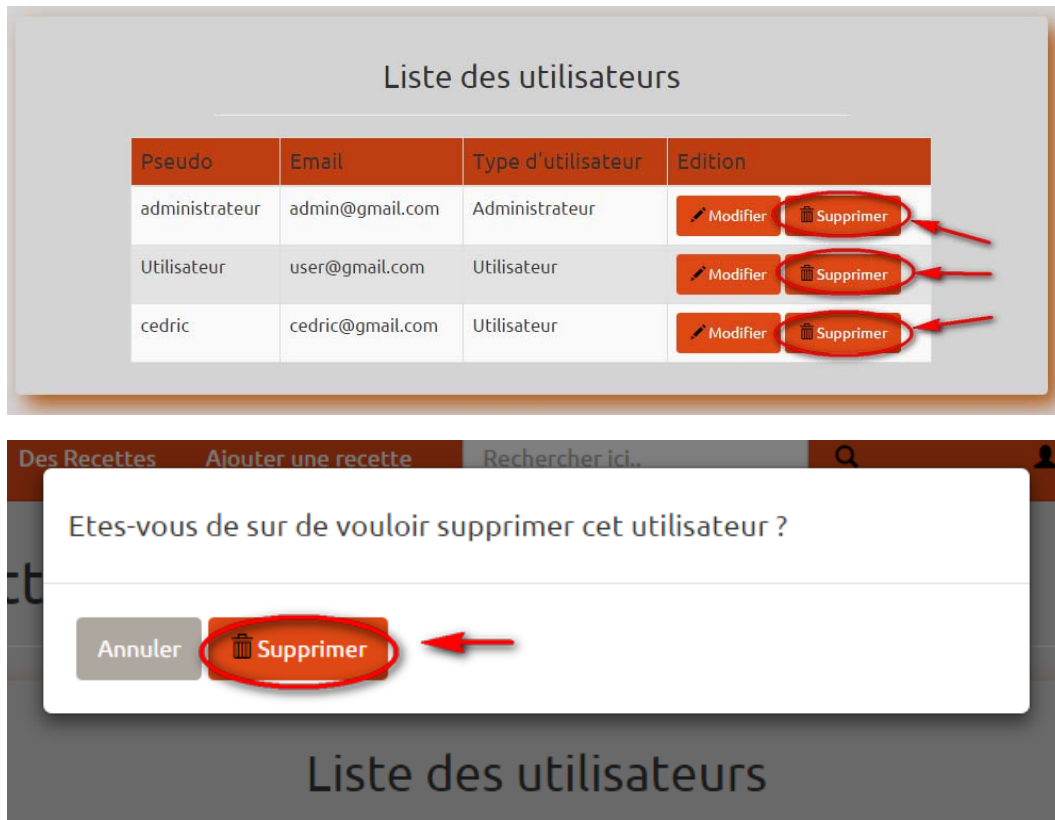 Liste des utilisateurs
Pseudo Email Type d'utilisateur Edition
administrateur admin@gmail.com Administrateur Modifier Supprimer
Utilisateur user@gmail.com Utilisateur Modifier Supprimer
cedric cedric@gmail.com Utilisateur Modifier Supprimer
Des Recettes Ajouter une recette Rechercher ici..
Etes-vous de sur de vouloir supprimer cet utilisateur ?
ct
Annuler Supprimer
Liste des utilisateurs